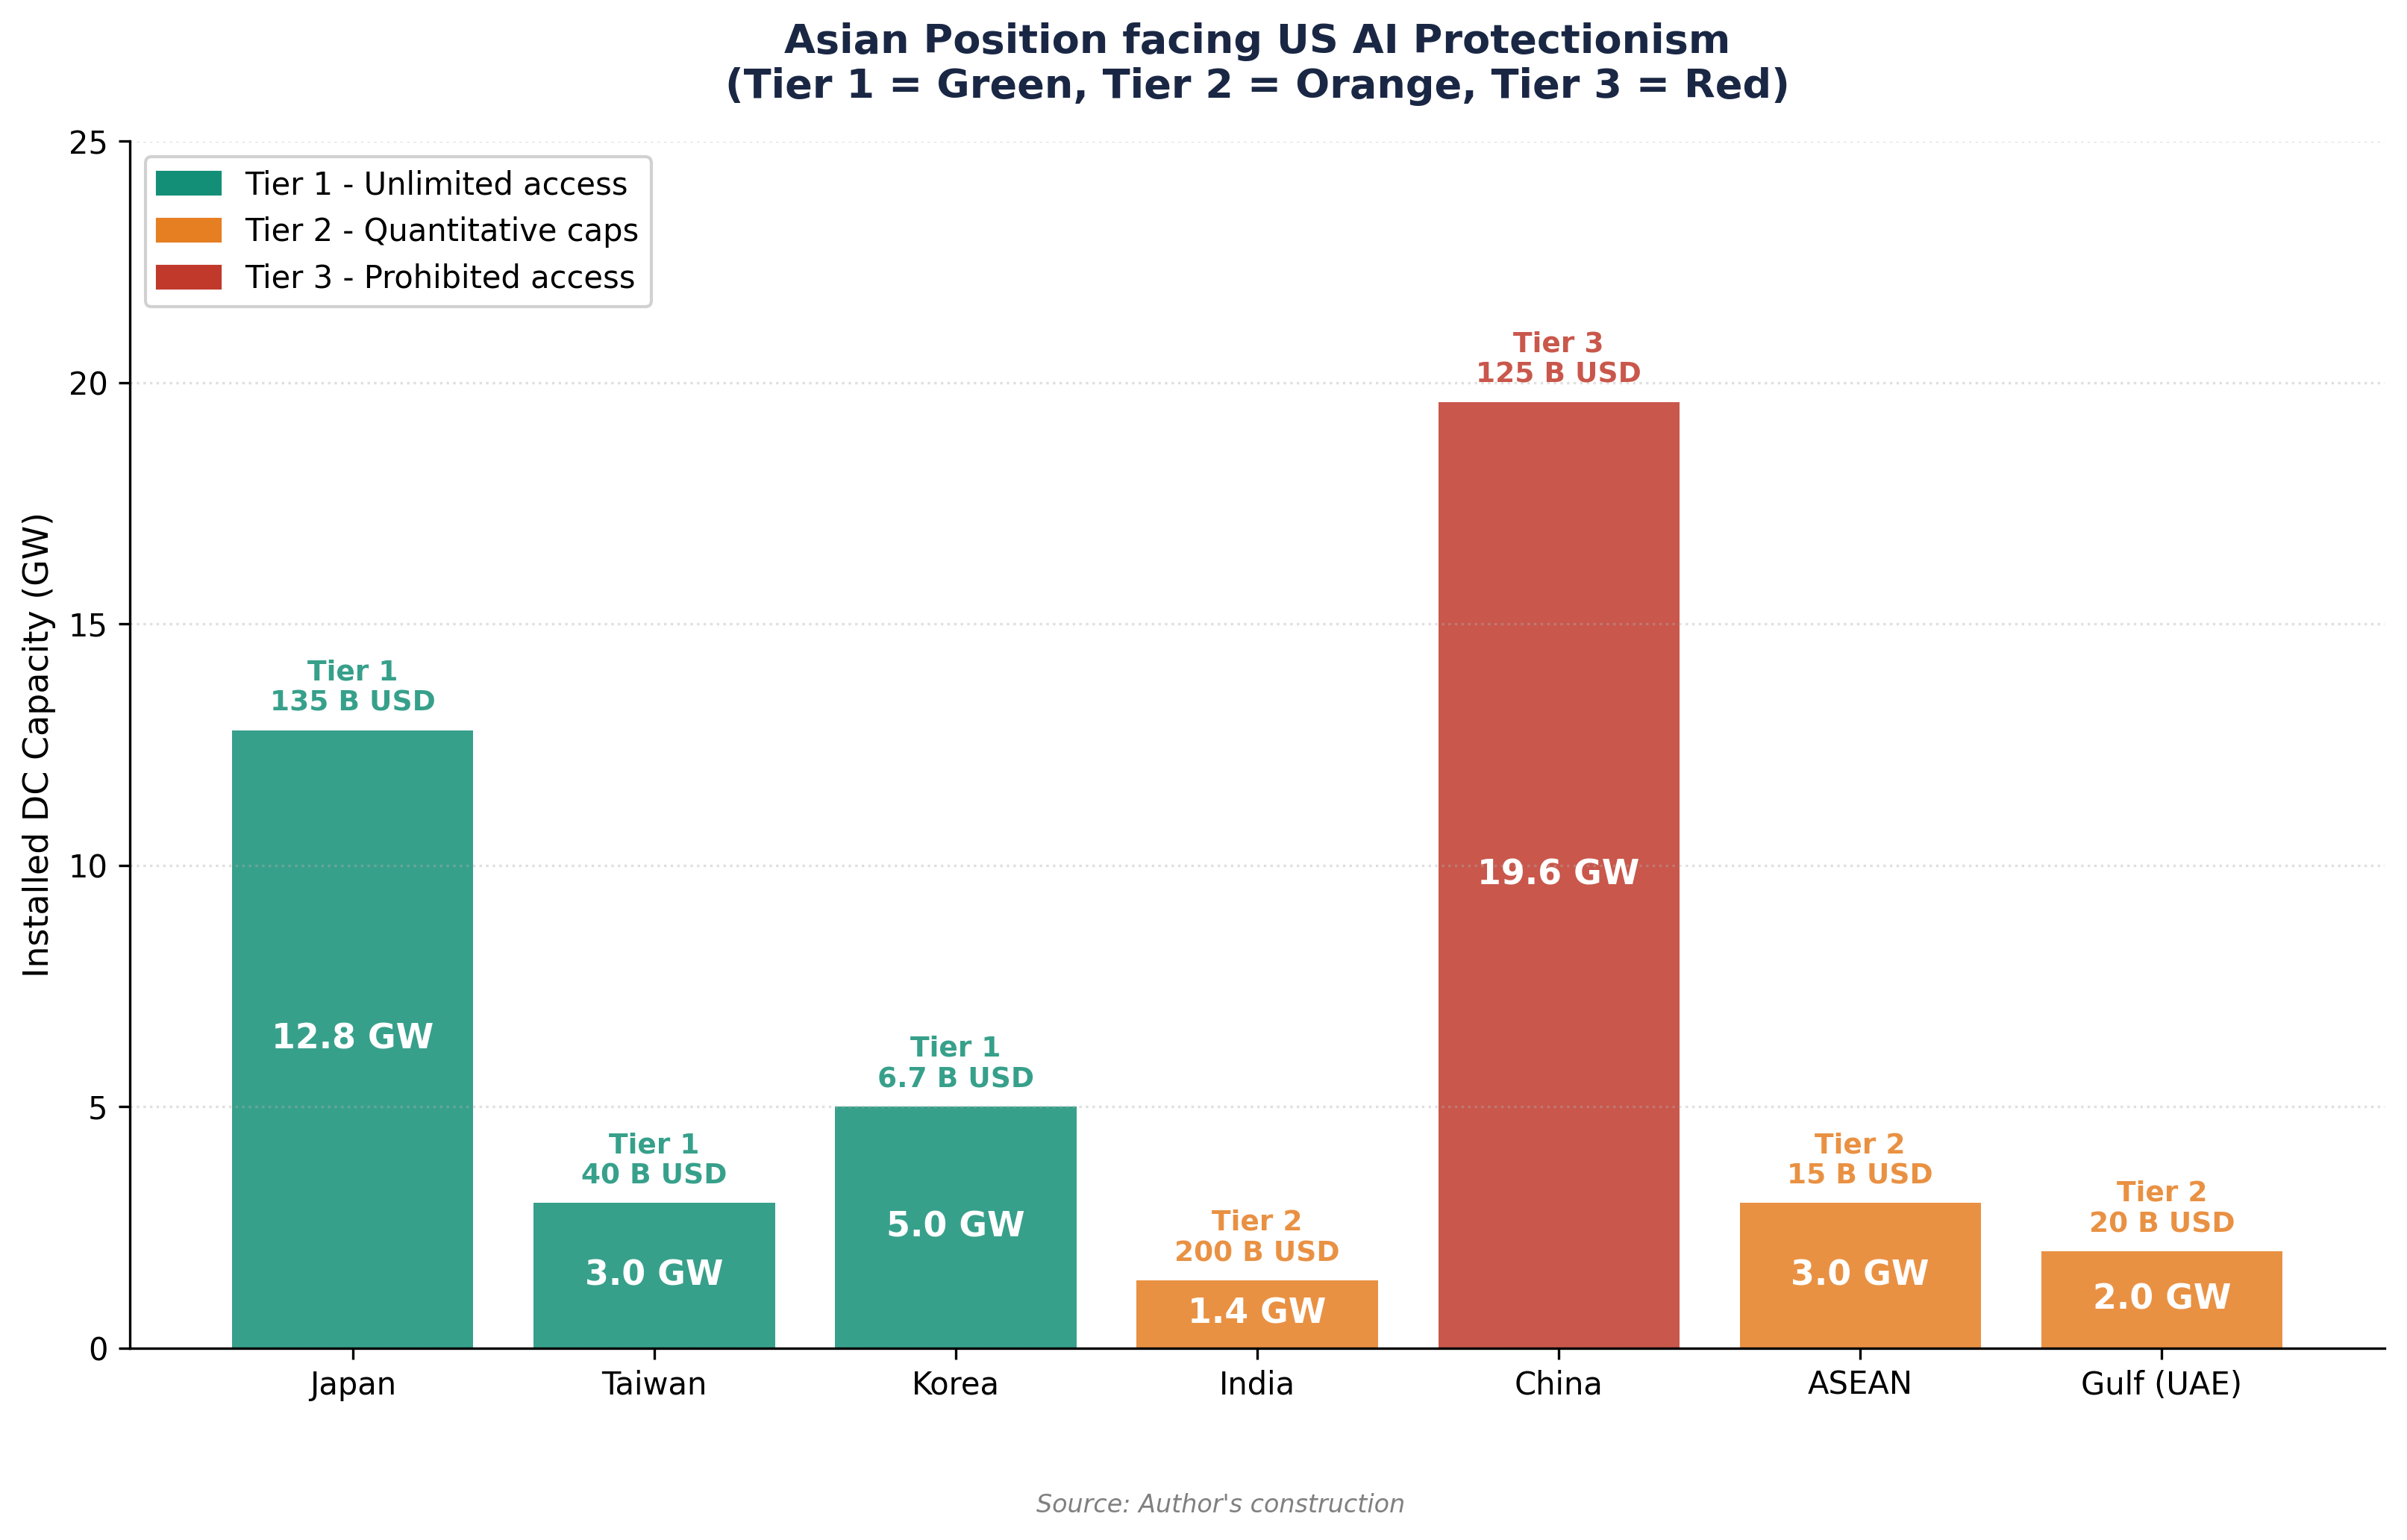 Asian Position facing US AI Protectionism
(Tier 1 = Green, Tier 2 = Orange, Tier 3 = Red)
Installed DC Capacity (GW)
25
20
15
10
5
0
Tier 1 - Unlimited access
Tier 2 - Quantitative caps
Tier 3 - Prohibited access
Tier 1
135 B USD
12.8 GW
Tier 1
40 B USD
3.0 GW
Tier 1
6.7 B USD
5.0 GW
Tier 2
200 B USD
1.4 GW
Tier 3
125 B USD
19.6 GW
Tier 2
15 B USD
3.0 GW
Tier 2
20 B USD
2.0 GW
Japan
Taiwan
Korea
India
China
ASEAN
Gulf (UAE)
Source: Author's construction